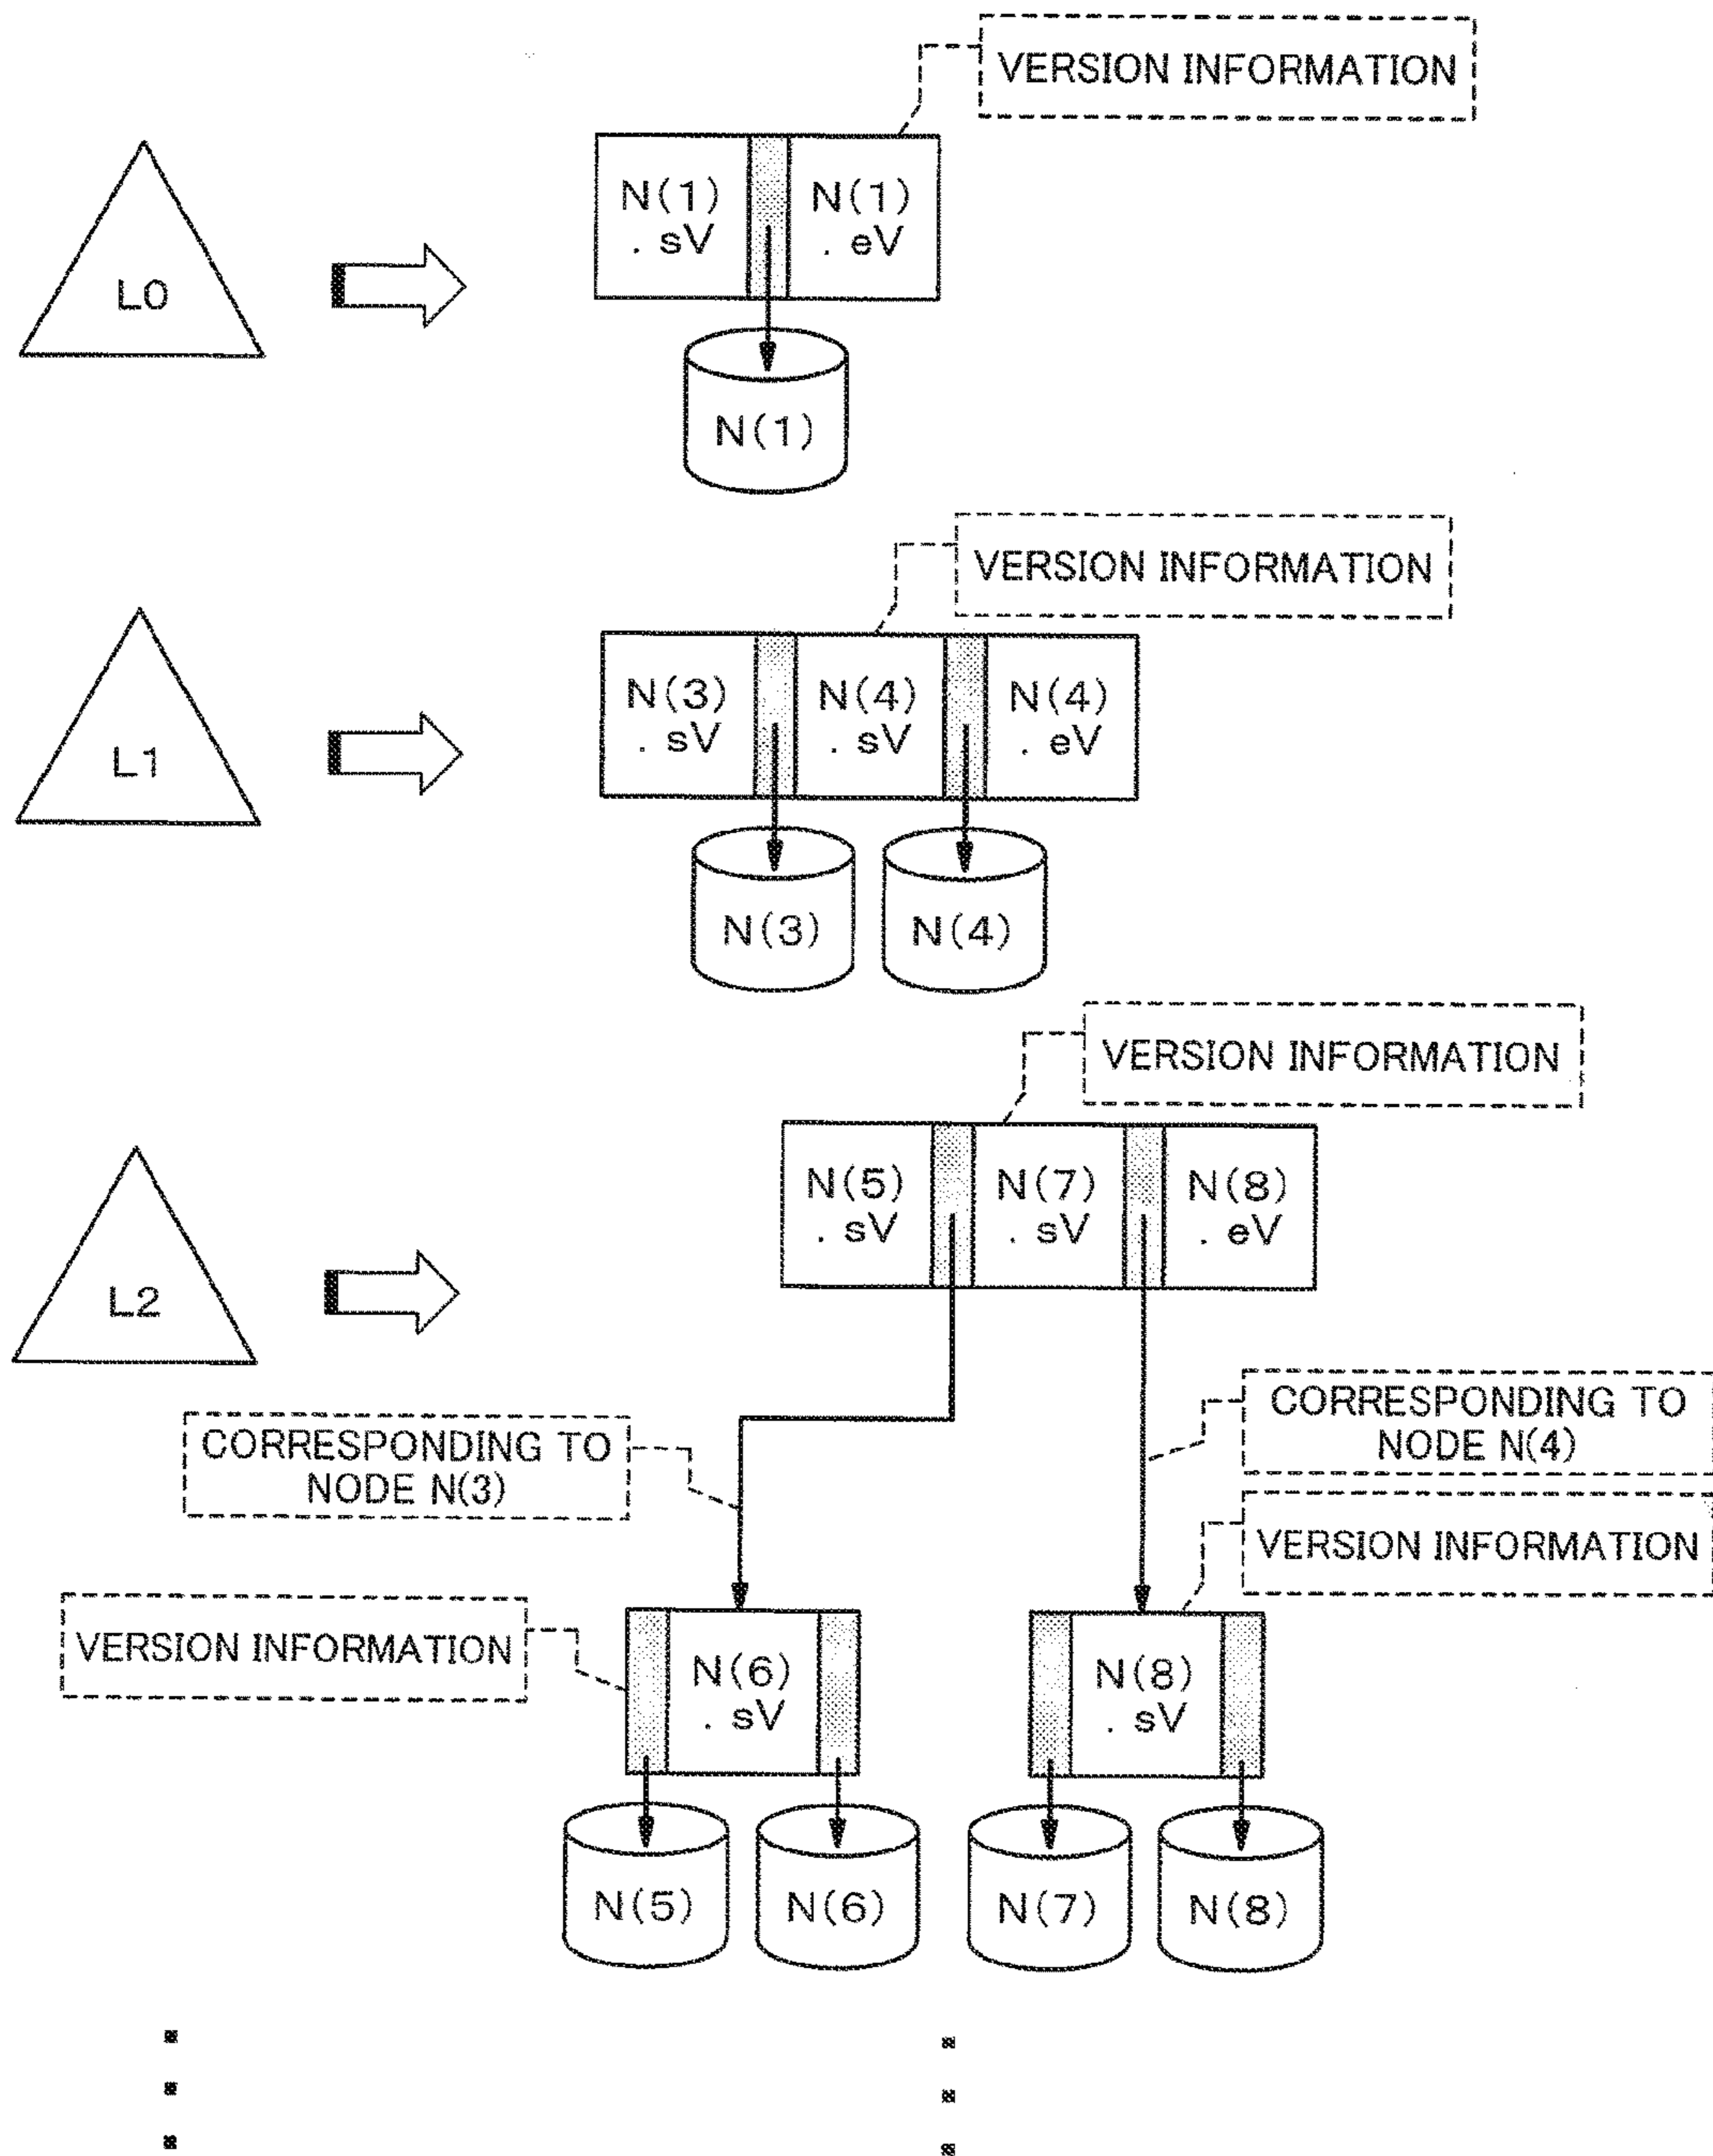 VERSION INFORMATION
N(1)
. sV
N(1)
. eV
L0
N(1)
VERSION INFORMATION
N(3)
. sV
N(4)
. sV
N(4)
. eV
L1
N(3)
N(4)
VERSION INFORMATION
N(5)
. sV
N(7)
. sV
N(8)
. eV
L2
CORRESPONDING TO
NODE N(3)
CORRESPONDING TO
NODE N(4)
VERSION INFORMATION
VERSION INFORMATION
N(6)
. sV
N(8)
. sV
N(5)
N(6)
N(7)
N(8)